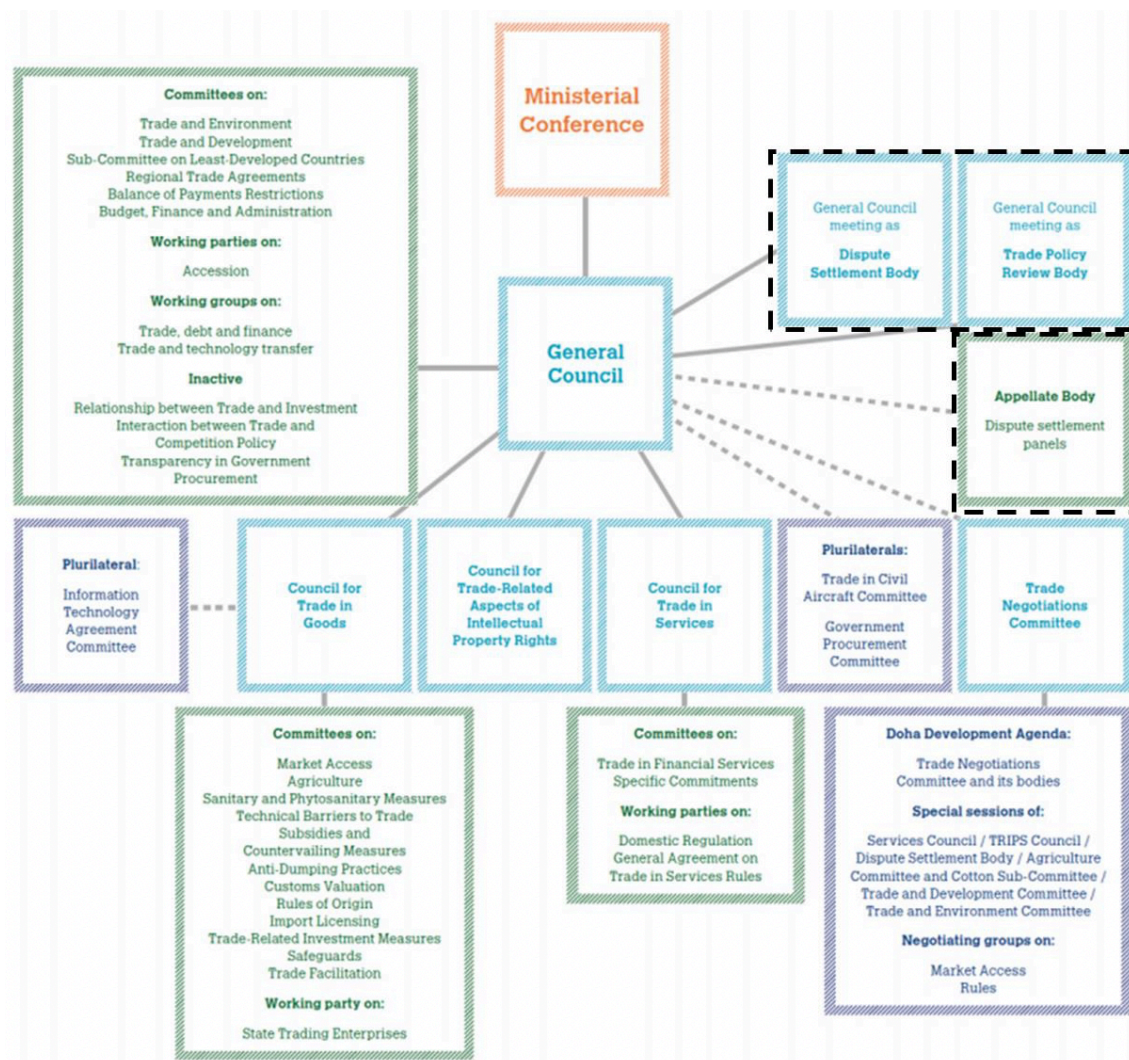 Ministerial
Conference
Committees on:
Trade and Environment
Trade and Development
Sub-Committee on Least-Developed Countries
Regional Trade Agreements
Balance of Payments Restrictions
Budget, Finance and Administration
Working parties on:
Accession
Working groups on:
Trade, debt and finance
Trade and technology transfer
Inactive
Relationship between Trade and Investment
Interaction between Trade and
Competition Policy
Transparency in Government
Procurement
General Council
meeting as
Dispute
Settlement Body
General Council
meeting as
Trade Policy
Review Body
General
Council
Appellate Body
Dispute settlement
panels
Plurilateral:
Information
Technology
Agreement
Committee
Council for
Trade in
Goods
Council for
Trade-Related
Aspects of
Intellectual
Property Rights
Council for
Trade in
Services
Plurilaterals:
Trade in Civil
Aircraft Committee
Government
Procurement
Committee
Trade
Negotiations
Committee
Committees on:
Market Access
Agriculture
Sanitary and Phytosanitary Measures
Technical Barriers to Trade
Subsidies and
Countervailing Measures
Anti-Dumping Practices
Customs Valuation
Rules of Origin
Import Licensing
Trade-Related Investment Measures
Safeguards
Trade Facilitation
Working party on:
State Trading Enterprises
Committees on:
Trade in Financial Services
Specific Commitments
Working parties on:
Domestic Regulation
General Agreement on
Trade in Services Rules
Doha Development Agenda:
Trade Negotiations
Committee and its bodies
Special sessions of:
Services Council / TRIPS Council /
Dispute Settlement Body / Agriculture
Committee and Cotton Sub-Committee /
Trade and Development Committee /
Trade and Environment Committee
Negotiating groups on:
Market Access
Rules